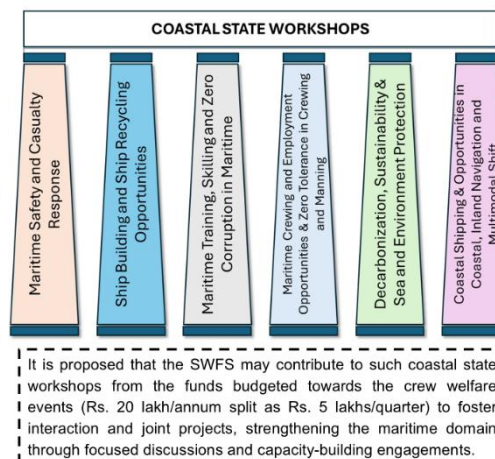 COASTAL STATE WORKSHOPS
Maritime Safety and Casualty
Response
Ship Building and Ship Recycling
Opportunities
Maritime Training, Skilling and Zero
Corruption in Maritime
Maritime Crewing and Employment
Opportunities & Zero Tolerance in Crewing
and Manning
Decarbonization, Sustainability &
Sea and Environment Protection
Coastal Shipping & Opportunities in
Coastal, Inland Navigation and
Multimodal Shift
It is proposed that the SWFS may contribute to such coastal state
workshops from the funds budgeted towards the crew welfare
events (Rs. 20 lakh/annum split as Rs. 5 lakhs/quarter) to foster
interaction and joint projects, strengthening the maritime domain
through focused discussions and capacity-building engagements.